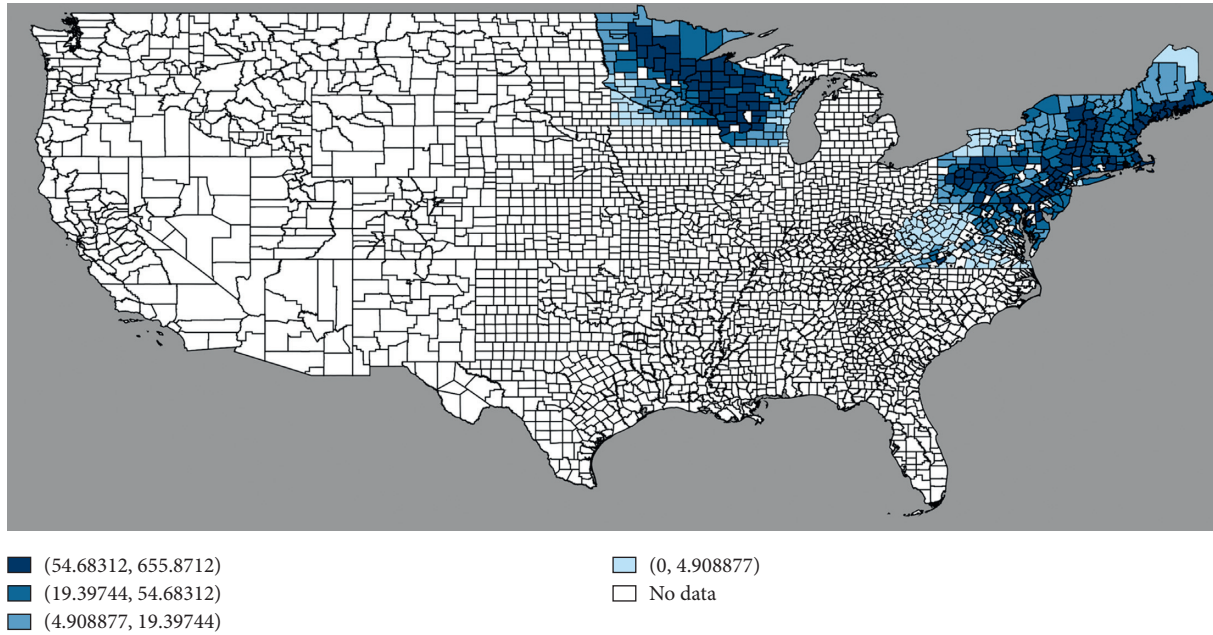 (54.68312, 655.8712)
(19.39744, 54.68312)
(4.908877, 19.39744)
(0, 4.908877)
No data